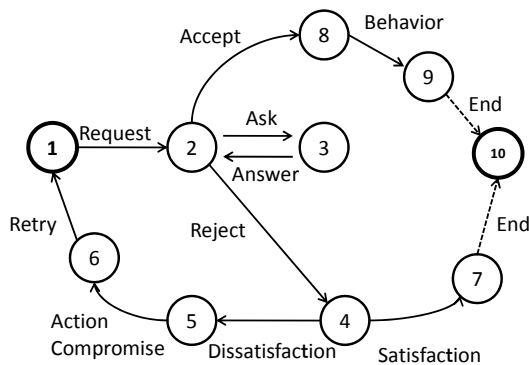 Behavior
8
Accept
9
End
Ask
Request
1
2
3
10
Answer
Retry
Reject
End
6
7
Action
Compromise
5
4
Dissatisfaction
Satisfaction